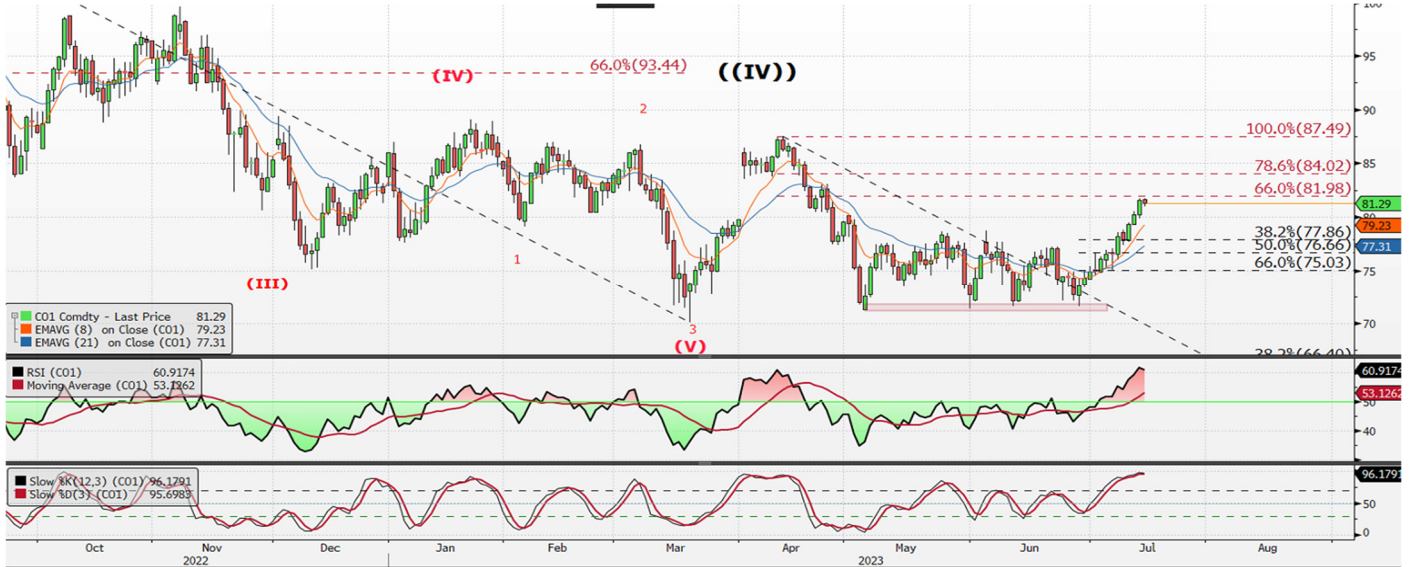 100
95
90
85
80
75
70
66.0%(93.44)
(IV)
((IV))
2
100.0%(87.49)
78.6%(84.02)
66.0%(81.98)
81.29
79.23
38.2%(77.86)
50.0%(76.66)
77.31
66.0%(75.03)
1
(III)
3
(V)
38.2%(66.40)
CO1 Comdty - Last Price 81.29
EMAVG (8) on Close (CO1) 79.23
EMAVG (21) on Close (CO1) 77.31
RSI (CO1) 60.9174
Moving Average (CO1) 53.1262
60.9174
53.1262
50
40
Slow %K(12,3) (CO1) 96.1791
Slow %D(3) (CO1) 95.6983
96.1791
50
0
Oct Nov Dec Jan Feb Mar Apr May Jun Jul Aug
2022 2023